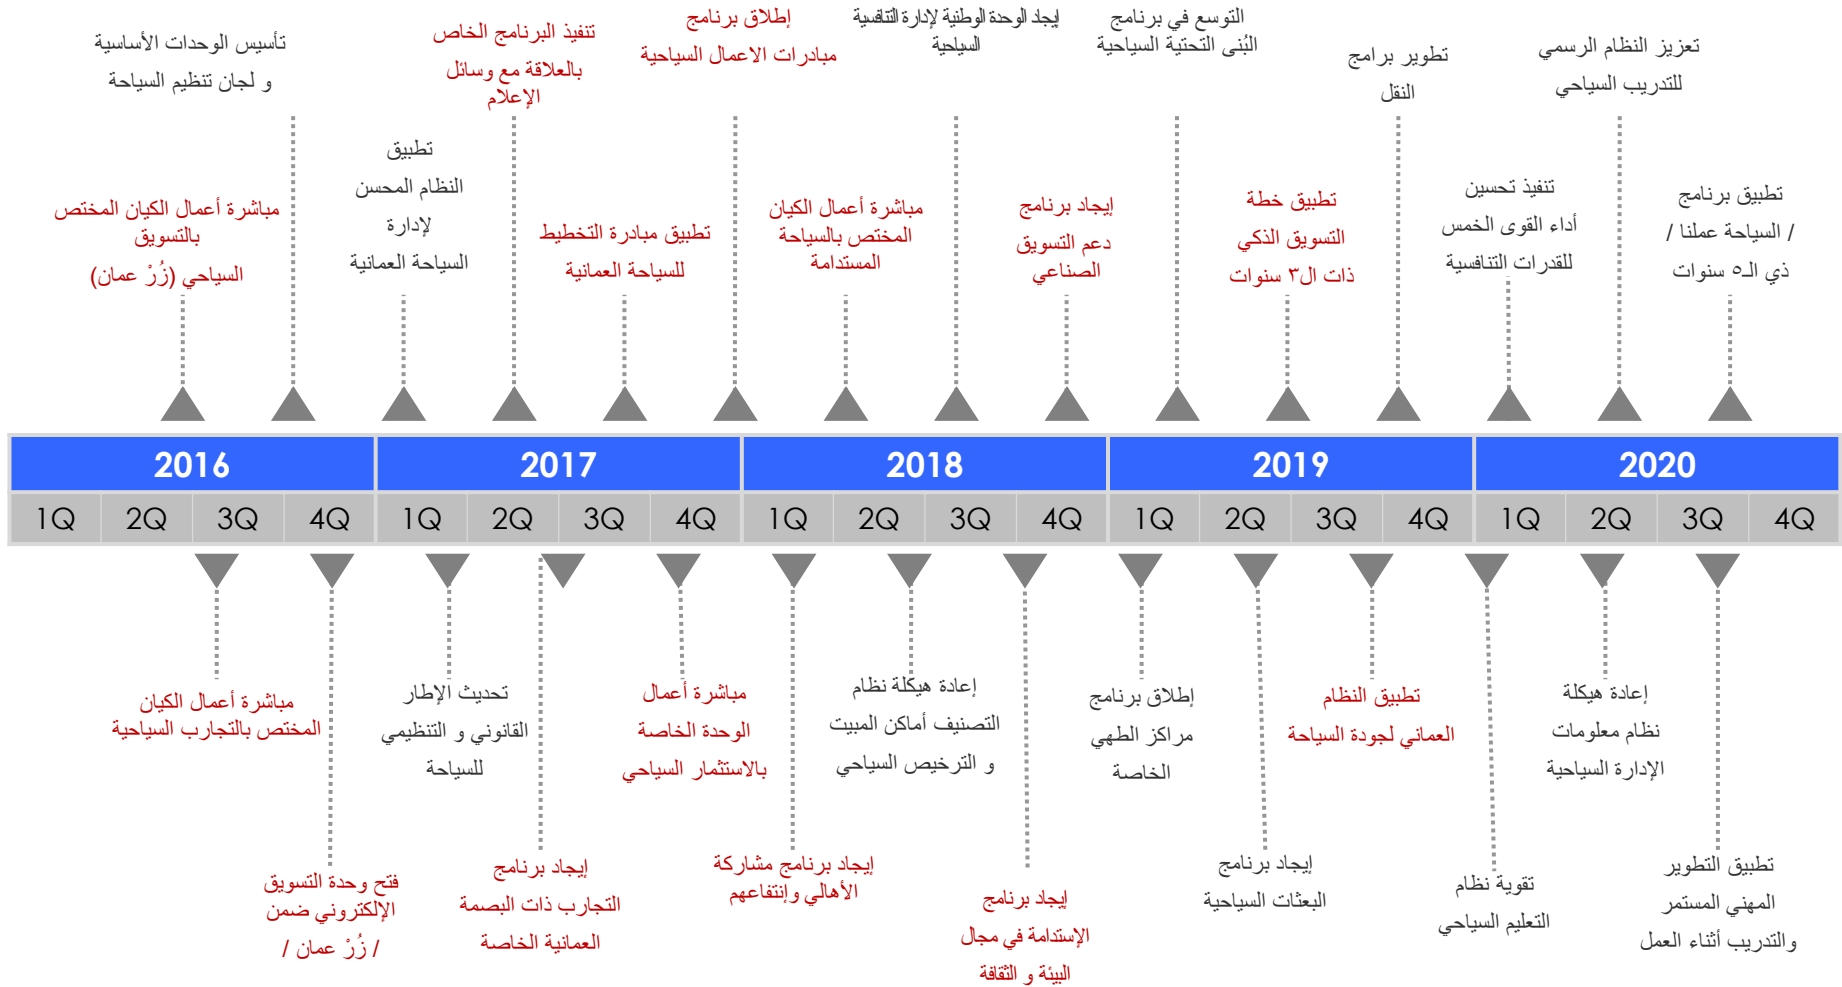 تأسيس الوحدات الأساسية
و لجان تنظيم السياحة
تنفيذ البرنامج الخاص
بالعلاقة مع وسائل
الإعلام
إطلاق برنامج
مبادرات الاعمال السياحية
إيجاد الوحدة الوطنية لإدارة التنافسية
السياحية
التوسع في برنامج
البُنى التحتية السياحية
تطوير برامج
النقل
تعزيز النظام الرسمي
للتدريب السياحي
مباشرة أعمال الكيان المختص
بالتسويق
السياحي (زُرْ عمان)
تطبيق
النظام المحسن
لإدارة
السياحة العمانية
تطبيق مبادرة التخطيط
للسياحة العمانية
مباشرة أعمال الكيان
المختص بالسياحة
المستدامة
إيجاد برنامج
دعم التسويق
الصناعي
تطبيق خطة
التسويق الذكي
ذات ال٣ سنوات
تنفيذ تحسين
أداء القوى الخمس
للقدرات التنافسية
تطبيق برنامج
/ السياحة عملنا /
ذي الـ٥ سنوات
2016 2017 2018 2019 2020
1Q 2Q 3Q 4Q 1Q 2Q 3Q 4Q 1Q 2Q 3Q 4Q 1Q 2Q 3Q 4Q 1Q 2Q 3Q 4Q
مباشرة أعمال الكيان
المختص بالتجارب السياحية
تحديث الإطار
القانوني و التنظيمي
للسياحة
مباشرة أعمال
الوحدة الخاصة
بالاستثمار السياحي
إعادة هيكلة نظام
التصنيف أماكن المبيت
و الترخيص السياحي
إطلاق برنامج
مراكز الطهي
الخاصة
تطبيق النظام
العماني لجودة السياحة
إعادة هيكلة
نظام معلومات
الإدارة السياحية
فتح وحدة التسويق
الإلكتروني ضمن
/ زُرْ عمان /
إيجاد برنامج
التجارب ذات البصمة
العمانية الخاصة
إيجاد برنامج مشاركة
الأهالي وإنتفاعهم
إيجاد برنامج
الإستدامة في مجال
البيئة و الثقافة
إيجاد برنامج
البعثات السياحية
تقوية نظام
التعليم السياحي
تطبيق التطوير
المهني المستمر
والتدريب أثناء العمل